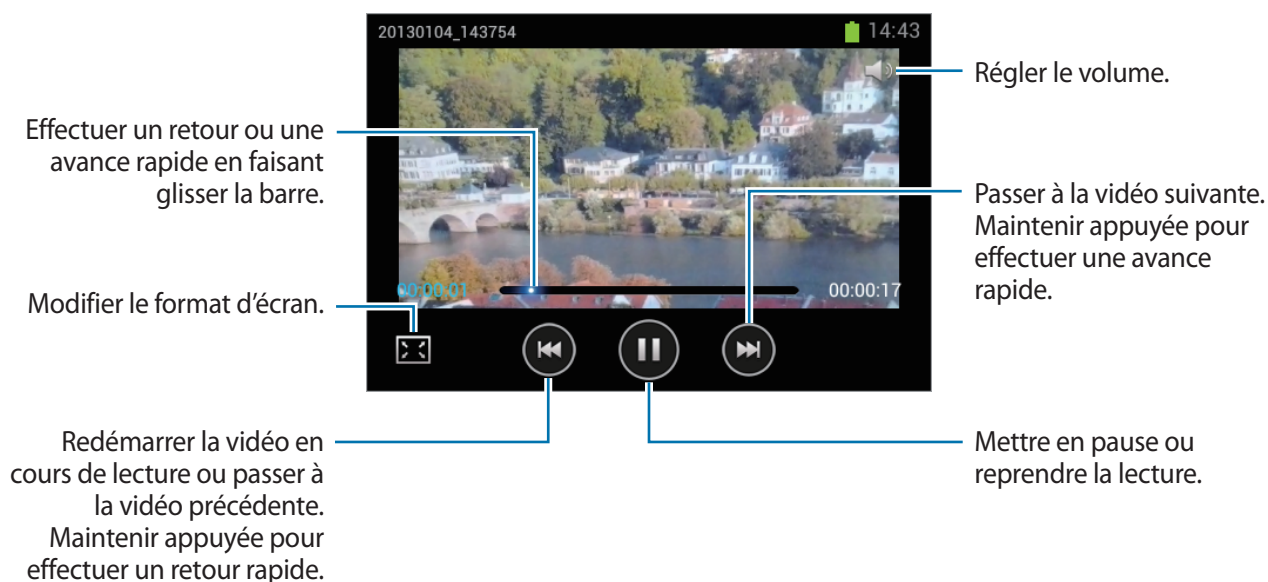 20130104_143754
14:43
Régler le volume.
Effectuer un retour ou une
avance rapide en faisant
glisser la barre.
Passer à la vidéo suivante.
Maintenir appuyée pour
effectuer une avance
rapide.
00:00:01
00:00:17
Modifier le format d'écran.
Redémarrer la vidéo en
cours de lecture ou passer à
la vidéo précédente.
Maintenir appuyée pour
effectuer un retour rapide.
Mettre en pause ou
reprendre la lecture.